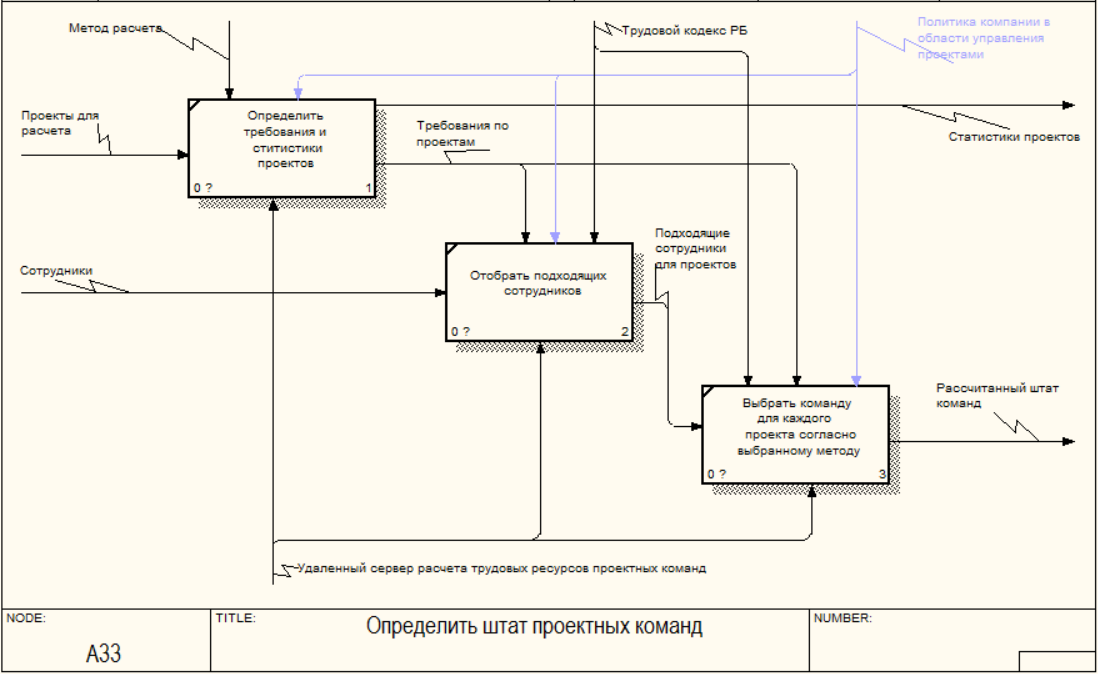 Метод расчета
Трудовой кодекс РБ
Политика компании в
области управления
проектами
Проекты для
расчета
Определить
требования и
ститистики
проектов
0 ?
1
Требования по
проектам
Статистики проектов
Сотрудники
Отобрать подходящих
сотрудников
0 ?
2
Подходящие
сотрудники
для проектов
Выбрать команду
для каждого
проекта согласно
выбранному методу
0 ?
3
Рассчитанный штат
команд
Удаленный сервер расчета трудовых ресурсов проектных команд
NODE:
A33
TITLE:
Определить штат проектных команд
NUMBER: